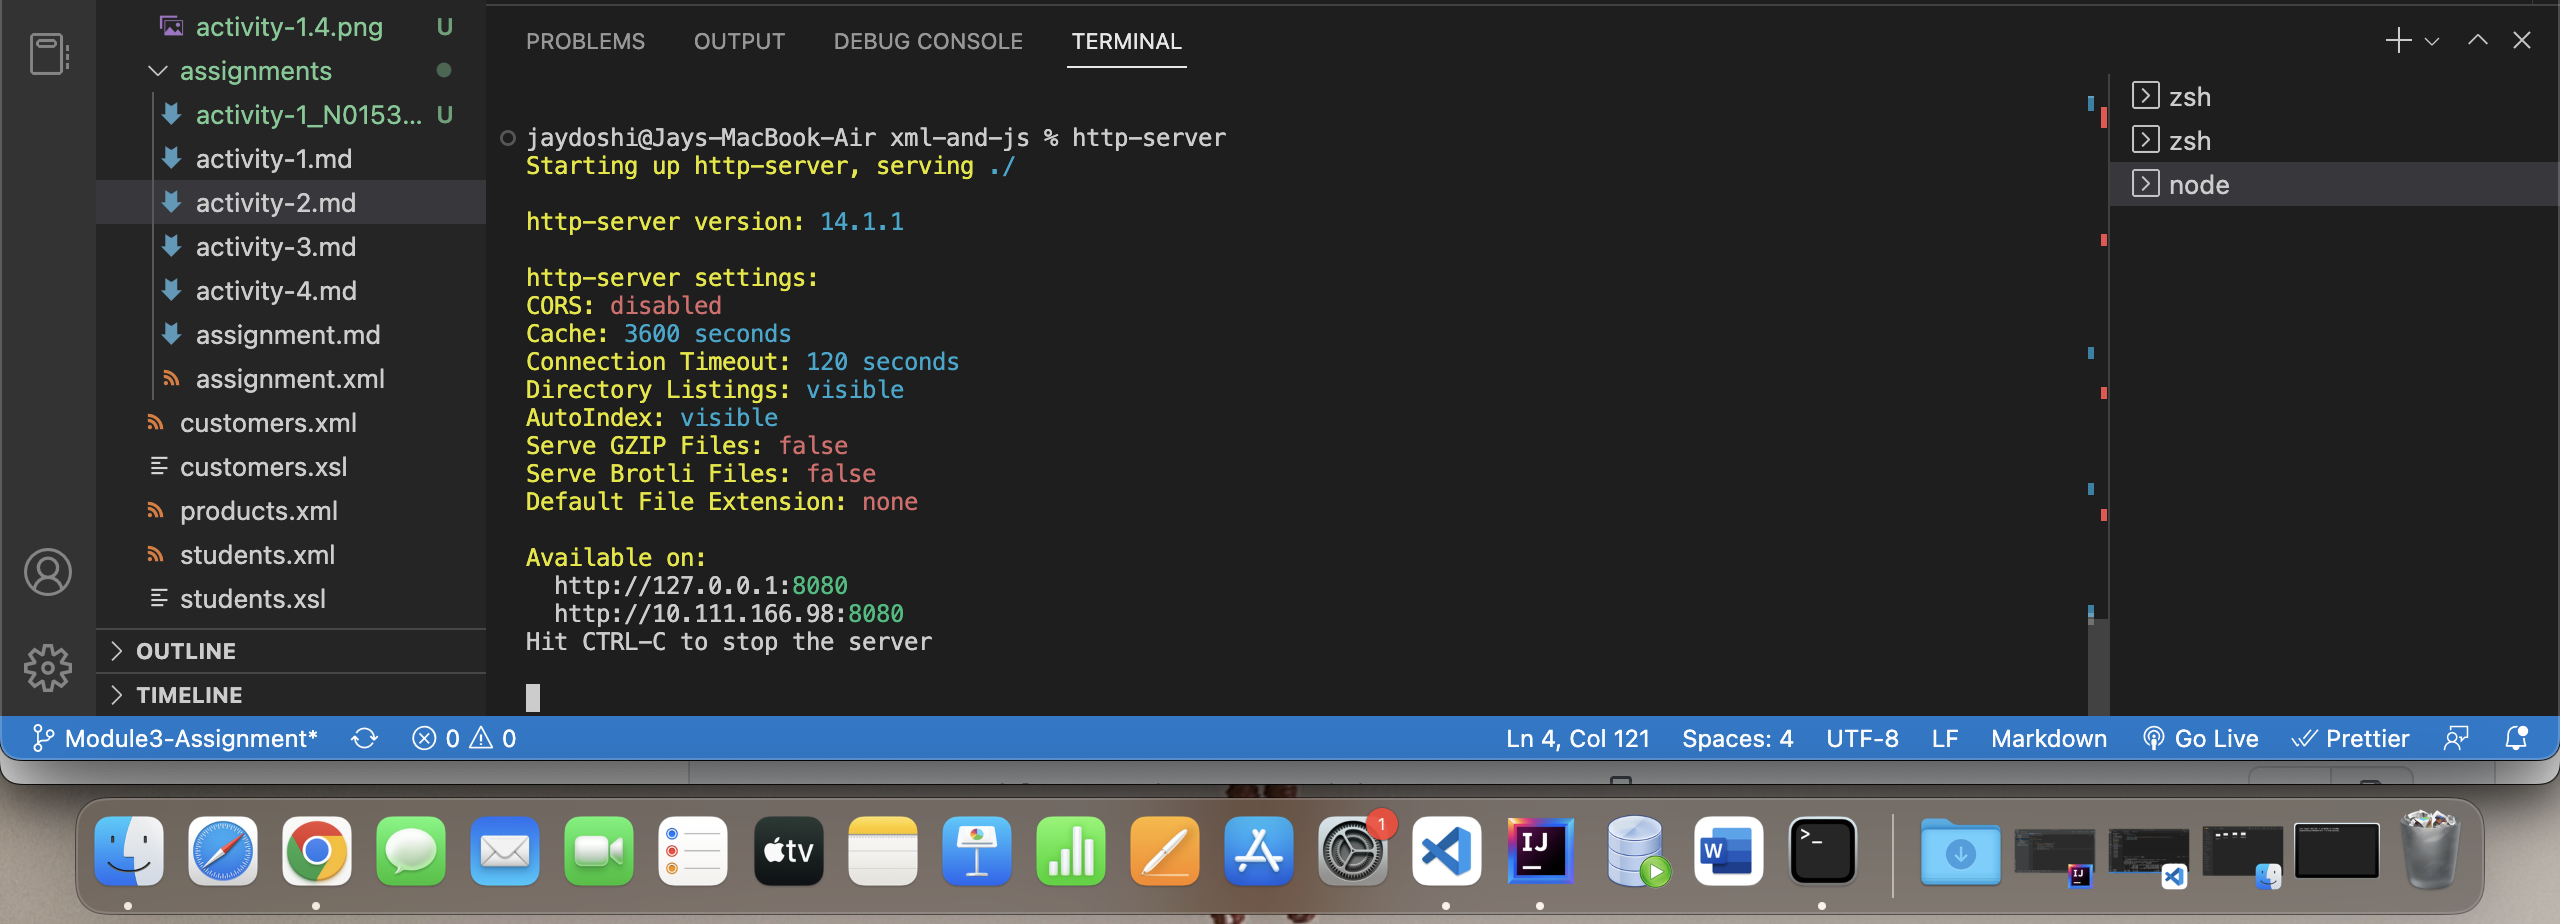 activity-1.4.png U
assignments
activity-1_N0153... U
activity-1.md
activity-2.md
activity-3.md
activity-4.md
assignment.md
assignment.xml
customers.xml
customers.xsl
products.xml
students.xml
students.xsl
OUTLINE
TIMELINE
PROBLEMS OUTPUT DEBUG CONSOLE TERMINAL
jaydoshi@Jays-MacBook-Air xml-and-js % http-server
Starting up http-server, serving ./
http-server version: 14.1.1
http-server settings:
CORS: disabled
Cache: 3600 seconds
Connection Timeout: 120 seconds
Directory Listings: visible
AutoIndex: visible
Serve GZIP Files: false
Serve Brotli Files: false
Default File Extension: none
Available on:
http://127.0.0.1:8080
http://10.111.166.98:8080
Hit CTRL-C to stop the server
zsh
zsh
node
Module3-Assignment* 0 0 Ln 4, Col 121 Spaces: 4 UTF-8 LF Markdown Go Live Prettier
tv 1 IJ W >_
IJ